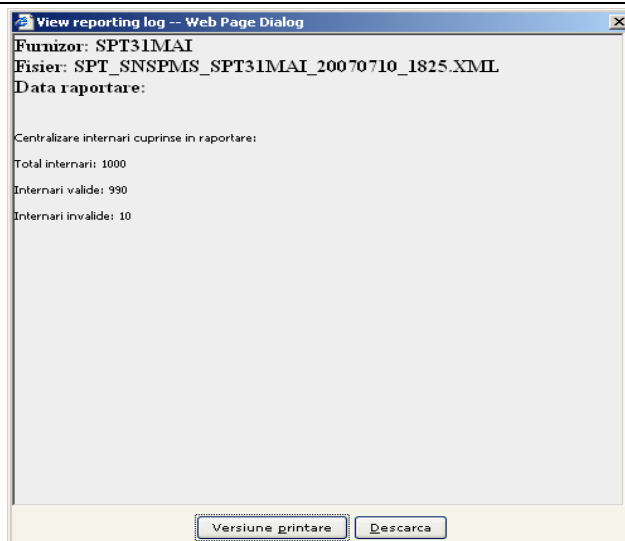 View reporting log -- Web Page Dialog
Furnizor: SPT31MAI
Fisier: SPT_SNSPMS_SPT31MAI_20070710_1825.XML
Data raportare:
Centralizare internari cuprinse in raportare:
Total internari: 1000
Internari valide: 990
Internari invalide: 10
Versiune printare Descarca